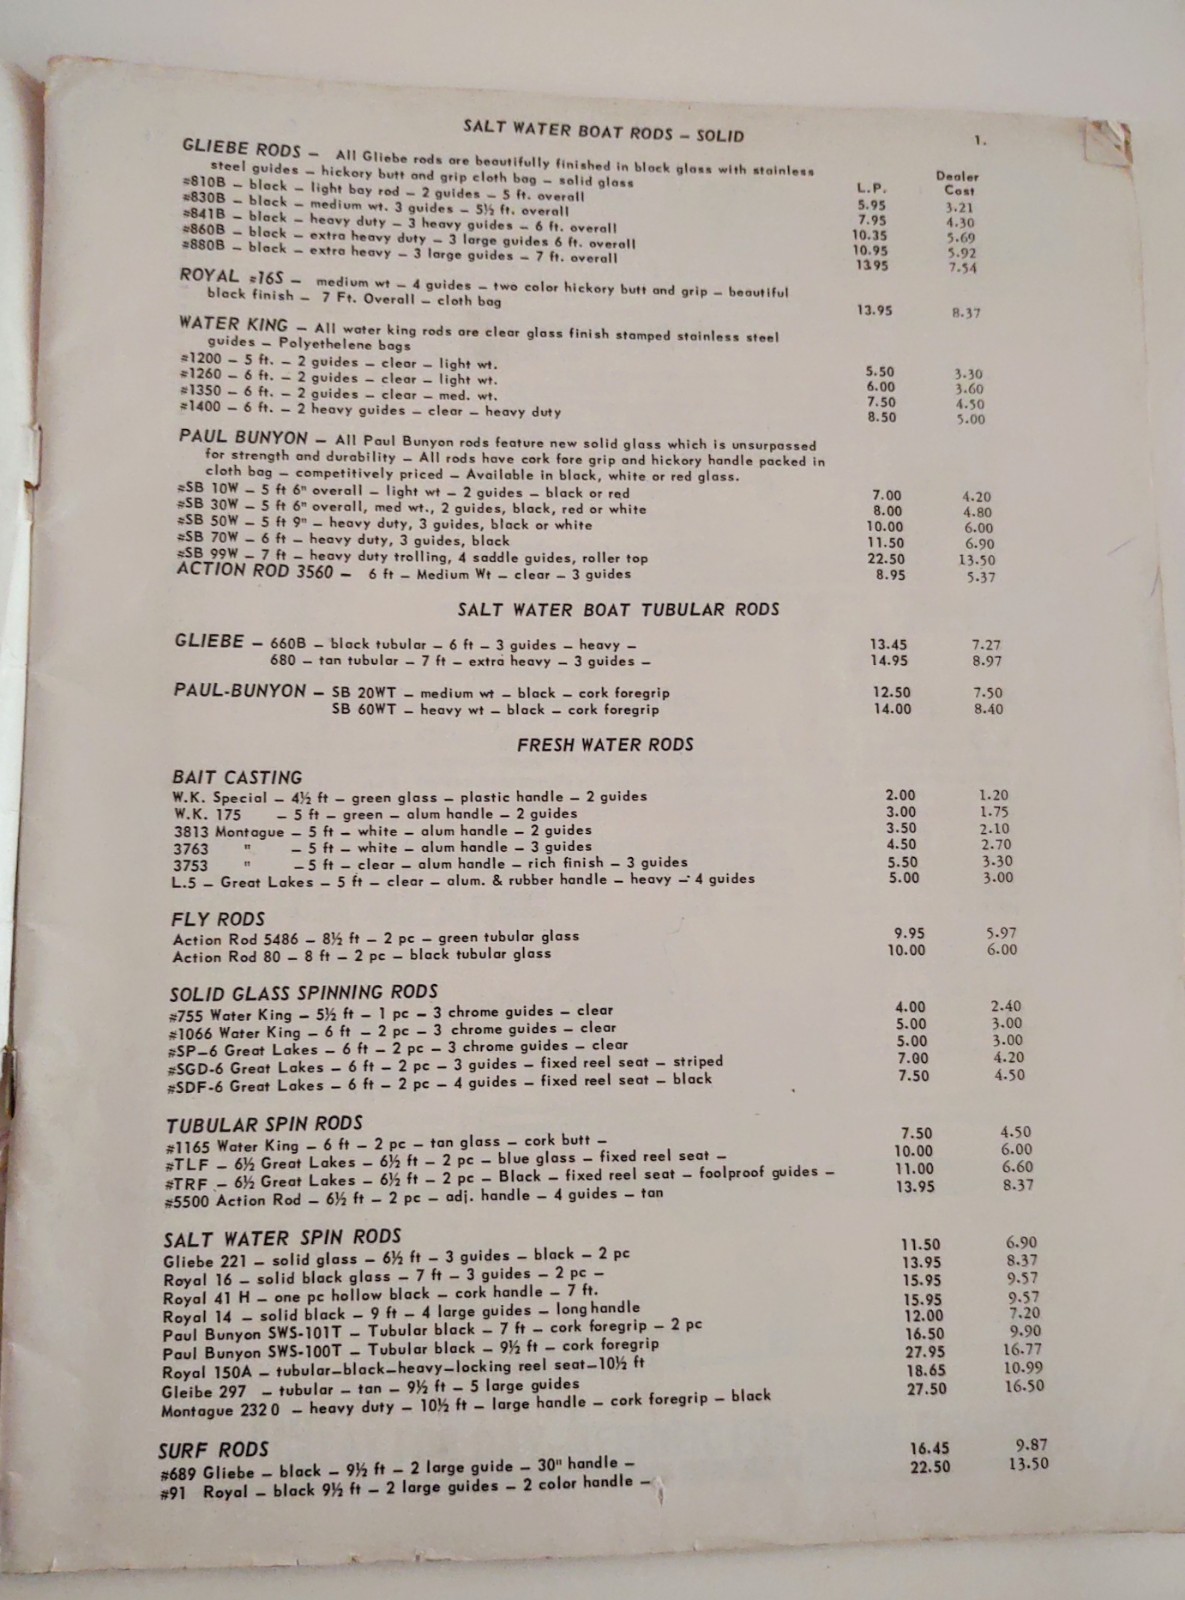 SALT WATER BOAT RODS – SOLID 1.
GLIEBE RODS – All Gliebe rods are beautifully finished in black glass with stainless
steel guides – hickory butt and grip cloth bag – solid glass L.P. Dealer Cost
#810B – black – light bay rod – 2 guides – 5 ft. overall 5.95 3.21
#830B – black – medium wt. 3 guides – 5½ ft. overall 7.95 4.30
#841B – black – heavy duty – 3 heavy guides – 6 ft. overall 10.35 5.69
#860B – black – extra heavy duty – 3 large guides 6 ft. overall 10.95 5.92
#880B – black – extra heavy – 3 large guides – 7 ft. overall 1395 7.54
ROYAL #16S – medium wt – 4 guides – two color hickory butt and grip – beautiful
black finish – 7 Ft. Overall – cloth bag 13.95 8.37
WATER KING – All water king rods are clear glass finish stamped stainless steel
guides – Polyethelene bags
#1200 – 5 ft. – 2 guides – clear – light wt. 5.50 3.30
#1260 – 6 ft. – 2 guides – clear – light wt. 6.00 3.60
#1350 – 6 ft. – 2 guides – clear – med. wt. 7.50 4.50
#1400 – 6 ft. – 2 heavy guides – clear – heavy duty 8.50 5.00
PAUL BUNYON – All Paul Bunyon rods feature new solid glass which is unsurpassed
for strength and durability – All rods have cork fore grip and hickory handle packed in
cloth bag – competitively priced – Available in black, white or red glass.
#SB 10W – 5 ft 6" overall – light wt – 2 guides – black or red 7.00 4.20
#SB 30W – 5 ft 6" overall, med wt., 2 guides, black, red or white 8.00 4.80
#SB 50W – 5 ft 9" – heavy duty, 3 guides, black or white 10.00 6.00
#SB 70W – 6 ft – heavy duty, 3 guides, black 11.50 6.90
#SB 99W – 7 ft – heavy duty trolling, 4 saddle guides, roller top 22.50 13.50
ACTION ROD 3560 – 6 ft – Medium Wt – clear – 3 guides 8.95 5.37
SALT WATER BOAT TUBULAR RODS
GLIEBE – 660B – black tubular – 6 ft – 3 guides – heavy – 13.45 7.27
680 – tan tubular – 7 ft – extra heavy – 3 guides – 14.95 8.97
PAUL-BUNYON – SB 20WT – medium wt – black – cork foregrip 12.50 7.50
SB 60WT – heavy wt – black – cork foregrip 14.00 8.40
FRESH WATER RODS
BAIT CASTING
W.K. Special – 4½ ft – green glass – plastic handle – 2 guides 2.00 1.20
W.K. 175 – 5 ft – green – alum handle – 2 guides 3.00 1.75
3813 Montague – 5 ft – white – alum handle – 2 guides 3.50 2.10
3763 " – 5 ft – white – alum handle – 3 guides 4.50 2.70
3753 " – 5 ft – clear – alum handle – rich finish – 3 guides 5.50 3.30
L.5 – Great Lakes – 5 ft – clear – alum. & rubber handle – heavy – 4 guides 5.00 3.00
FLY RODS
Action Rod 5486 – 8½ ft – 2 pc – green tubular glass 9.95 5.97
Action Rod 80 – 8 ft – 2 pc – black tubular glass 10.00 6.00
SOLID GLASS SPINNING RODS
#755 Water King – 5½ ft – 1 pc – 3 chrome guides – clear 4.00 2.40
#1066 Water King – 6 ft – 2 pc – 3 chrome guides – clear 5.00 3.00
#SP–6 Great Lakes – 6 ft – 2 pc – 3 chrome guides – clear 5.00 3.00
#SGD-6 Great Lakes – 6 ft – 2 pc – 3 guides – fixed reel seat – striped 7.00 4.20
#SDF-6 Great Lakes – 6 ft – 2 pc – 4 guides – fixed reel seat – black 7.50 4.50
TUBULAR SPIN RODS
#1165 Water King – 6 ft – 2 pc – tan glass – cork butt – 7.50 4.50
#TLF – 6½ Great Lakes – 6½ ft – 2 pc – blue glass – fixed reel seat – 10.00 6.00
#TRF – 6½ Great Lakes – 6½ ft – 2 pc – Black – fixed reel seat – foolproof guides – 11.00 6.60
#5500 Action Rod – 6½ ft – 2 pc – adj. handle – 4 guides – tan 13.95 8.37
SALT WATER SPIN RODS
Gliebe 221 – solid glass – 6½ ft – 3 guides – black – 2 pc 11.50 6.90
Royal 16 – solid black glass – 7 ft – 3 guides – 2 pc – 13.95 8.37
Royal 41 H – one pc hollow black – cork handle – 7 ft. 15.95 9.57
Royal 14 – solid black – 9 ft – 4 large guides – long handle 15.95 9.57
Paul Bunyon SWS-101T – Tubular black – 7 ft – cork foregrip – 2 pc 12.00 7.20
Paul Bunyon SWS-100T – Tubular black – 9½ ft – cork foregrip 16.50 9.90
Royal 150A – tubular–black–heavy–locking reel seat–10½ ft 27.95 16.77
Gleibe 297 – tubular – tan – 9½ ft – 5 large guides 18.65 10.99
Montague 2320 – heavy duty – 10½ ft – large handle – cork foregrip – black 27.50 16.50
SURF RODS
#689 Gliebe – black – 9½ ft – 2 large guide – 30" handle – 16.45 9.87
#91 Royal – black 9½ ft – 2 large guides – 2 color handle – 22.50 13.50